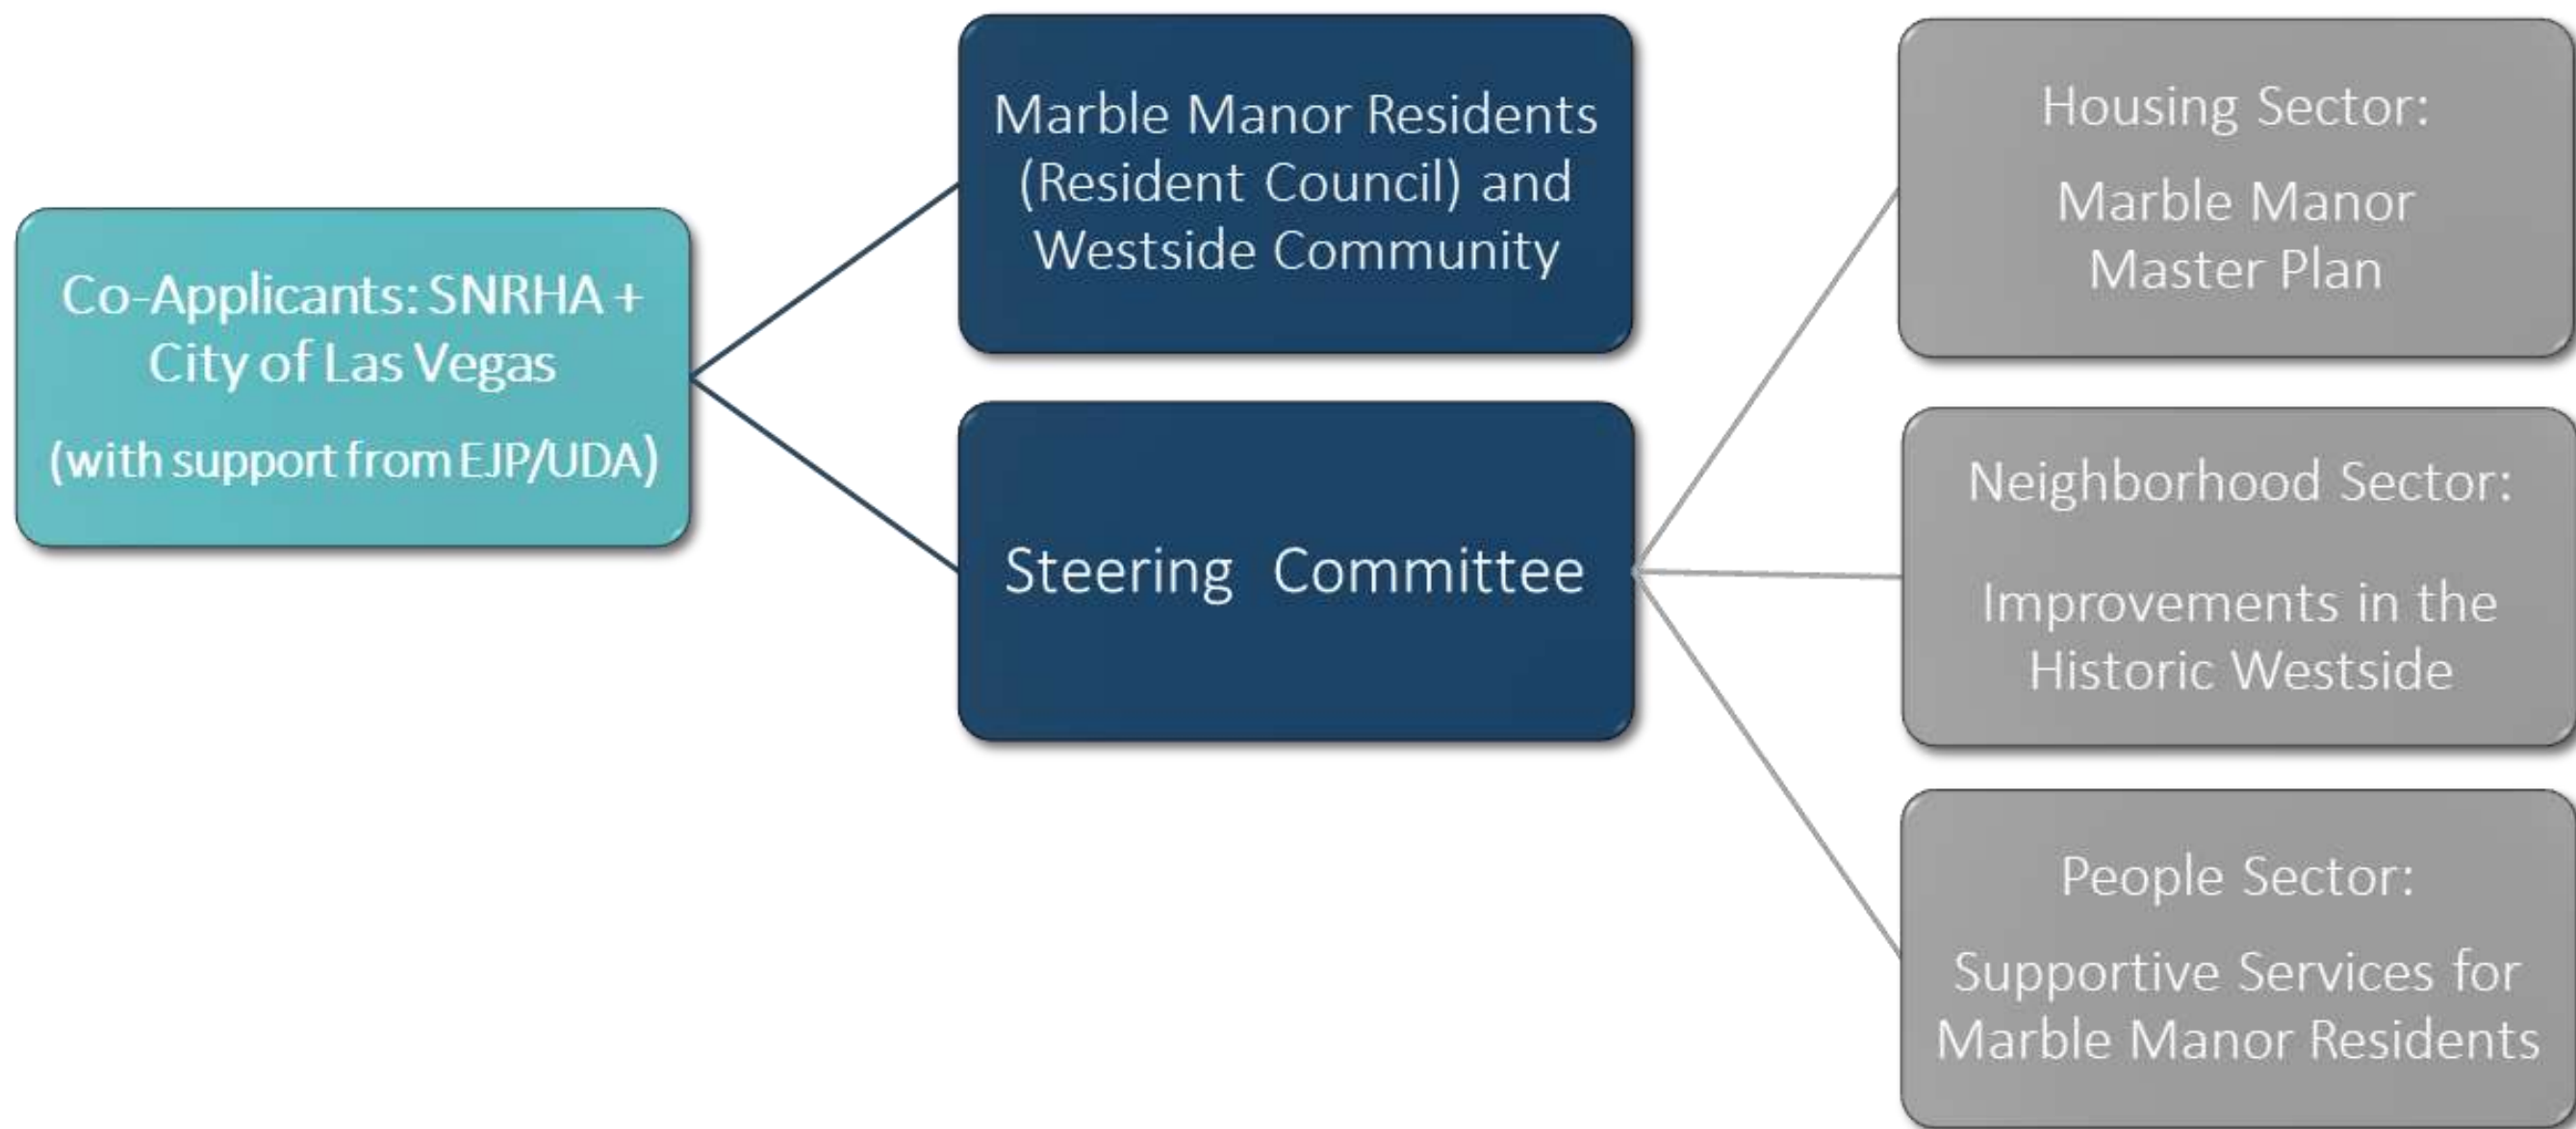 Co-Applicants: SNRHA +
City of Las Vegas
(with support from EJP/UDA)
Marble Manor Residents
(Resident Council) and
Westside Community
Steering Committee
Housing Sector:
Marble Manor
Master Plan
Neighborhood Sector:
Improvements in the
Historic Westside
People Sector:
Supportive Services for
Marble Manor Residents